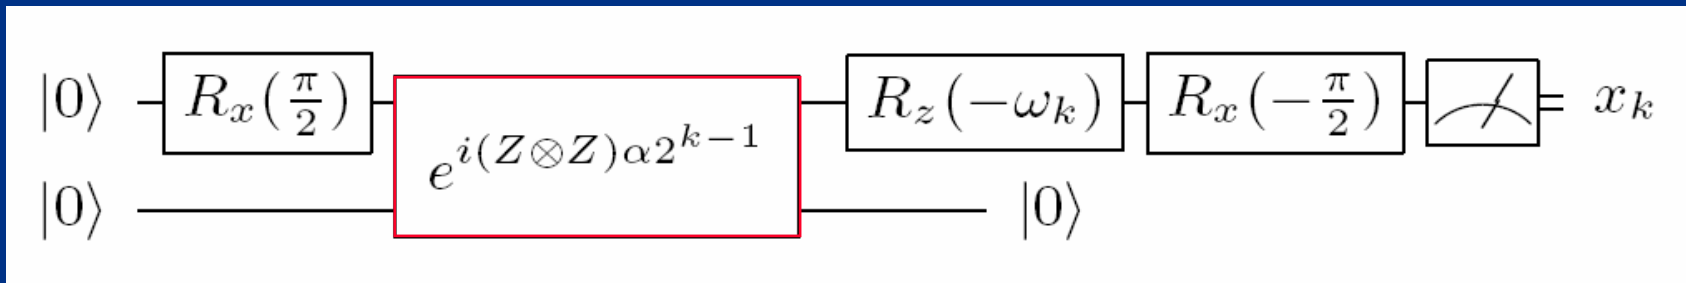 |0⟩ R_x(π/2) e^{i(Z⊗Z)α2^{k−1}} R_z(−ω_k) R_x(−π/2) x_k
|0⟩ |0⟩